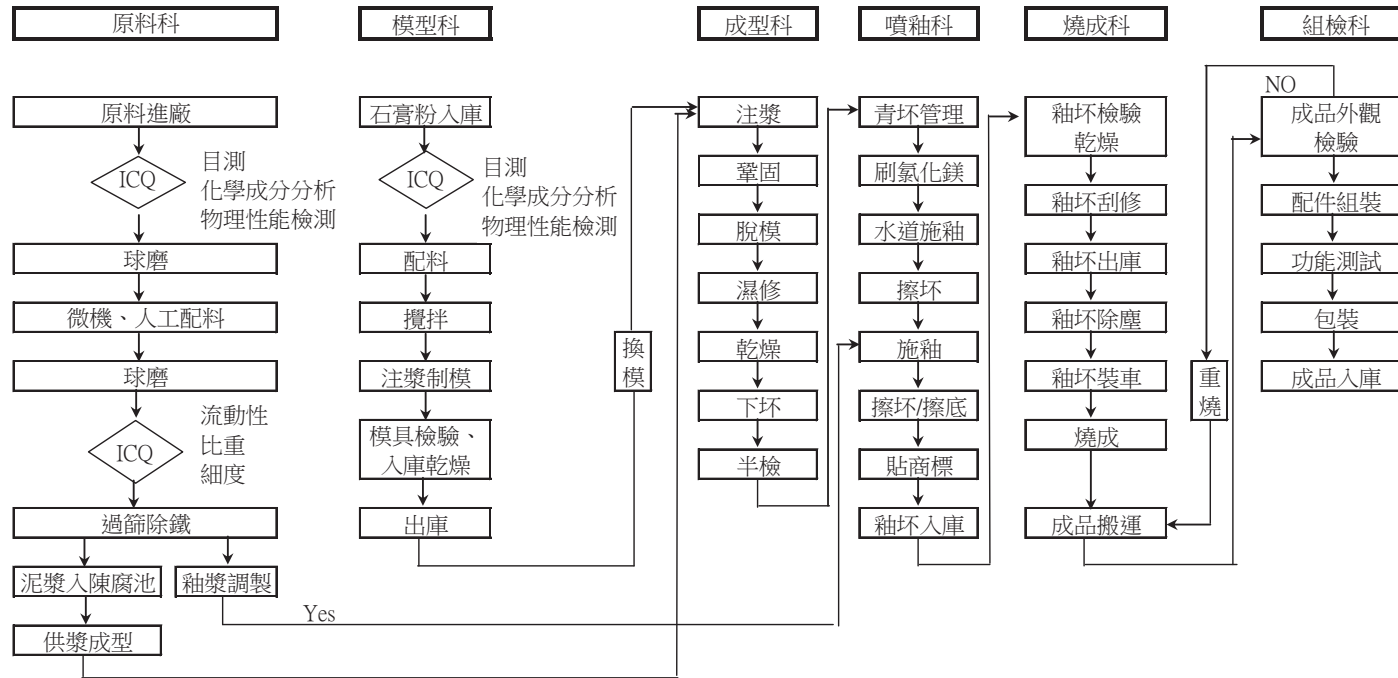 原料科
模型科
成型科
噴釉科
燒成科
組檢科
原料進廠
ICQ
目測
化學成分分析
物理性能檢測
球磨
微機、人工配料
球磨
ICQ
流動性
比重
細度
過篩除鐵
泥漿入陳腐池
釉漿調製
供漿成型
Yes
石膏粉入庫
ICQ
目測
化學成分分析
物理性能檢測
配料
攪拌
注漿制模
模具檢驗、
入庫乾燥
出庫
換
模
注漿
鞏固
脫模
濕修
乾燥
下坯
半檢
青坯管理
刷氯化鎂
水道施釉
擦坯
施釉
擦坯/擦底
貼商標
釉坯入庫
釉坯檢驗
乾燥
釉坯刮修
釉坯出庫
釉坯除塵
釉坯裝車
燒成
成品搬運
重
燒
NO
成品外觀
檢驗
配件組裝
功能測試
包裝
成品入庫